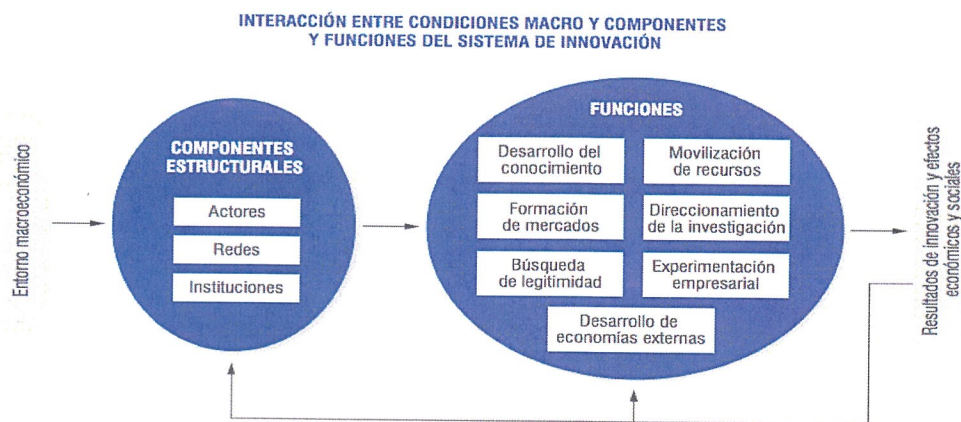 INTERACCIÓN ENTRE CONDICIONES MACRO Y COMPONENTES
Y FUNCIONES DEL SISTEMA DE INNOVACIÓN
Entorno macroeconómico
COMPONENTES
ESTRUCTURALES
Actores
Redes
Instituciones
FUNCIONES
Desarrollo del
conocimiento
Movilización
de recursos
Formación
de mercados
Direccionamiento
de la investigación
Búsqueda
de legitimidad
Experimentación
empresarial
Desarrollo de
economías externas
Resultados de innovación y efectos
económicos y sociales